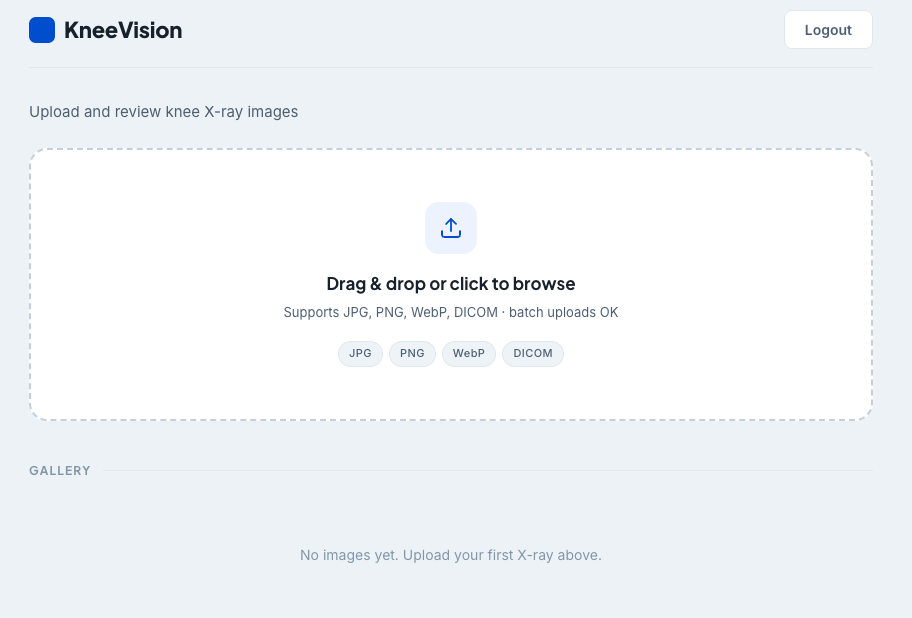 KneeVision
Logout
Upload and review knee X-ray images
Drag & drop or click to browse
Supports JPG, PNG, WebP, DICOM · batch uploads OK
JPG PNG WebP DICOM
GALLERY
No images yet. Upload your first X-ray above.